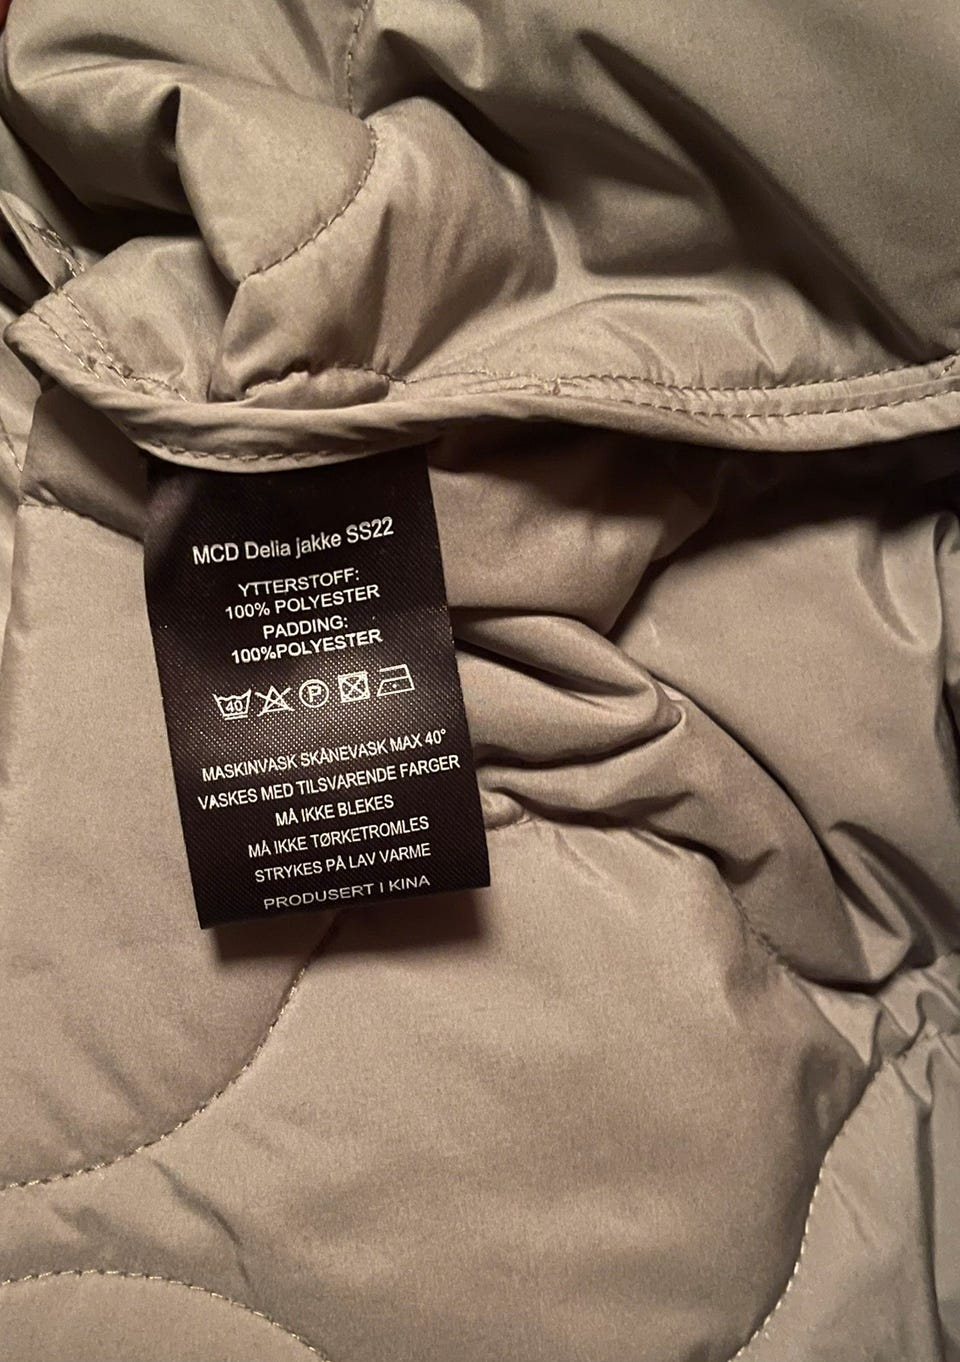 MCD Delia jakke SS22
YTTERSTOFF:
100% POLYESTER
PADDING:
100%POLYESTER
40 P
MASKINVASK SKÅNEVASK MAX 40°
VASKES MED TILSVARENDE FARGER
MÅ IKKE BLEKES
MÅ IKKE TØRKETROMLES
STRYKES PÅ LAV VARME
PRODUSERT I KINA